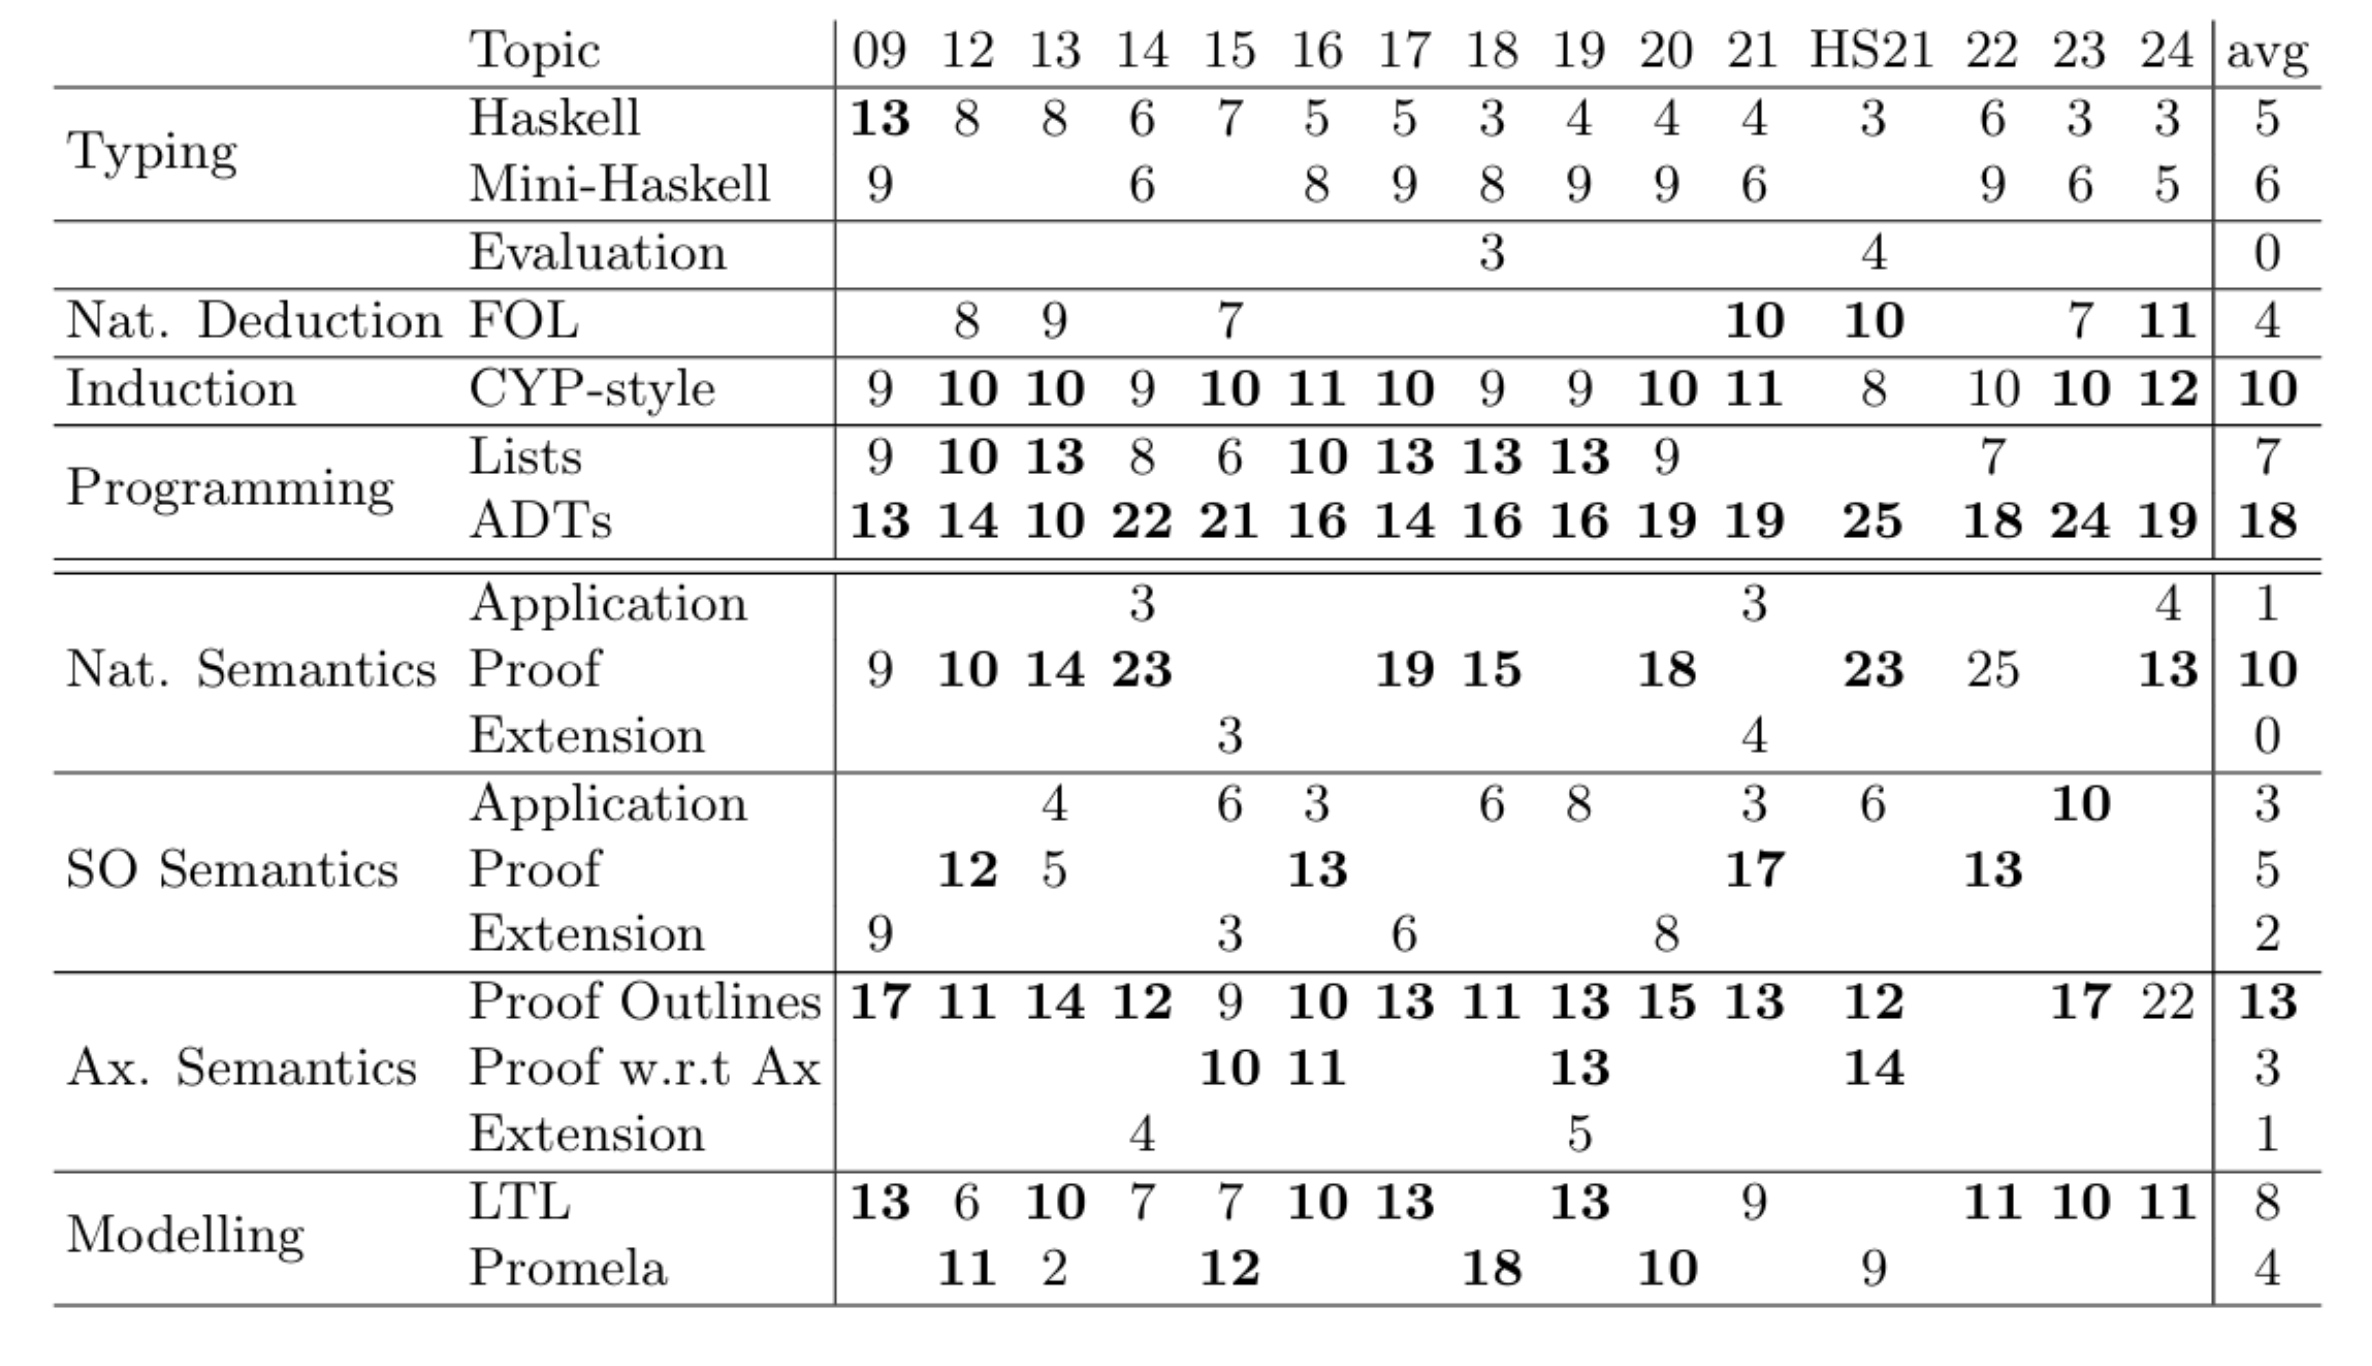 Topic 09 12 13 14 15 16 17 18 19 20 21 HS21 22 23 24 avg
Typing
Haskell 13 8 8 6 7 5 5 3 4 4 4 3 6 3 3 5
Mini-Haskell 9 6 8 9 8 9 9 6 9 6 5 6
Evaluation 3 4 0
Nat. Deduction FOL 8 9 7 10 10 7 11 4
Induction CYP-style 9 10 10 9 10 11 10 9 9 10 11 8 10 10 12 10
Programming
Lists 9 10 13 8 6 10 13 13 13 9 7 7
ADTs 13 14 10 22 21 16 14 16 16 19 19 25 18 24 19 18
Application 3 3 4 1
Nat. Semantics Proof 9 10 14 23 19 15 18 23 25 13 10
Extension 3 4 0
Application 4 6 3 6 8 3 6 10 3
SO Semantics Proof 12 5 13 17 13 5
Extension 9 3 6 8 2
Proof Outlines 17 11 14 12 9 10 13 11 13 15 13 12 17 22 13
Ax. Semantics Proof w.r.t Ax 10 11 13 14 3
Extension 4 5 1
Modelling
LTL 13 6 10 7 7 10 13 13 9 11 10 11 8
Promela 11 2 12 18 10 9 4